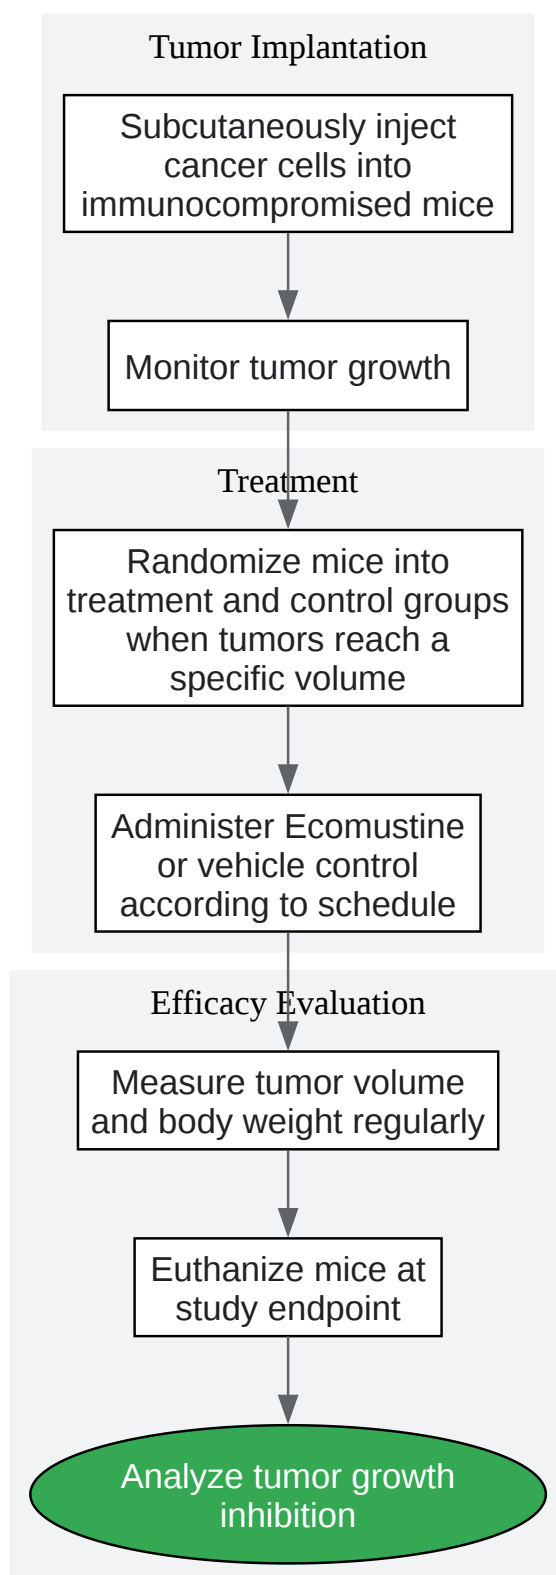 Tumor Implantation
Subcutaneously inject
cancer cells into
immunocompromised mice
Monitor tumor growth
Treatment
Randomize mice into
treatment and control groups
when tumors reach a
specific volume
Administer Ecomustine
or vehicle control
according to schedule
Efficacy Evaluation
Measure tumor volume
and body weight regularly
Euthanize mice at
study endpoint
Analyze tumor growth
inhibition